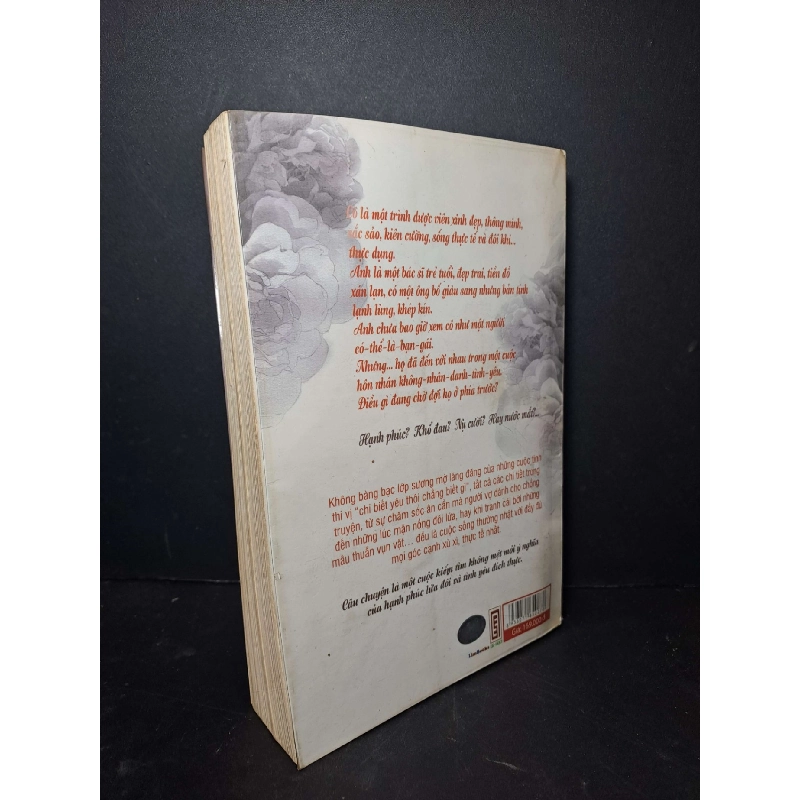 là một trình dược viên xinh đẹp, thông minh,
sắc sảo, kiên cường, sống thực tế và đôi khi...
thực dụng.
Anh là một bác sĩ trẻ tuổi, đẹp trai, tiền đồ
xán lạn, có một ông bố giàu sang nhưng bản tính
lạnh lùng, khép kín.
Anh chưa bao giờ xem cô như một người
có-thể-là-bạn-gái.
Nhưng... họ đã đến với nhau trong một cuộc
hôn nhân không-nhân-danh-tình-yêu.
Điều gì đang chờ đợi họ ở phía trước?
Hạnh phúc? Khổ đau? Nụ cười? Hay nước mắt?...
Không bàng bạc lớp sương mờ lãng đãng của những cuộc tình
thi vị "chỉ biết yêu thôi chẳng biết gì", tất cả các chi tiết trong
truyện, từ sự chăm sóc ân cần mà người vợ dành cho chồng
đến những lúc mặn nồng đôi lứa, hay khi tranh cãi bởi những
mâu thuẫn vụn vặt... đều là cuộc sống thường nhật với đầy đủ
mọi góc cạnh xù xì, thực tế nhất.
Câu chuyện là một cuộc kiếm tìm không mệt mỏi ý nghĩa
của hạnh phúc lứa đôi và tình yêu đích thực.
LimBooks